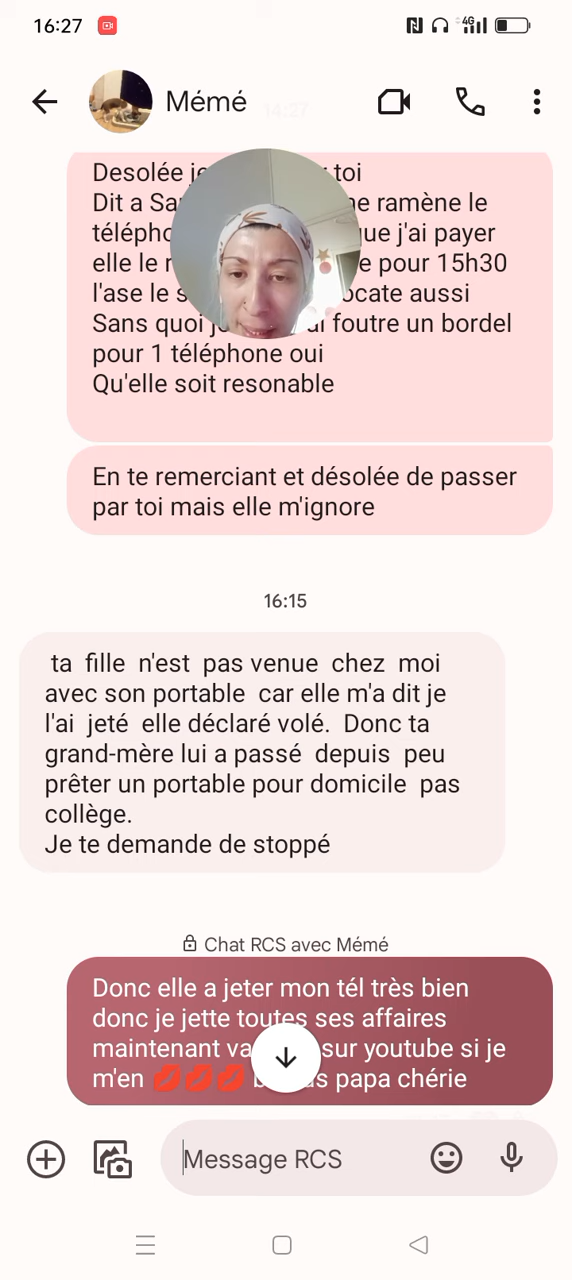 16:27
4G
Mémé
14:27
Desolée toi
Dit a ramène le
que j'ai payer
elle le pour 15h30
l'ase le aussi
Sans quoi foutre un bordel
pour 1 téléphone oui
Qu'elle soit resonable
En te remerciant et désolée de passer
par toi mais elle m'ignore
16:15
ta fille n'est pas venue chez moi
avec son portable car elle m'a dit je
l'ai jeté elle déclaré volé. Donc ta
grand-mère lui a passé depuis peu
prêter un portable pour domicile pas
collège.
Je te demande de stoppé
Chat RCS avec Mémé
Donc elle a jeter mon tél très bien
donc je jette toutes ses affaires
maintenant sur youtube si je
m'en 💋💋💋 papa chérie
Message RCS